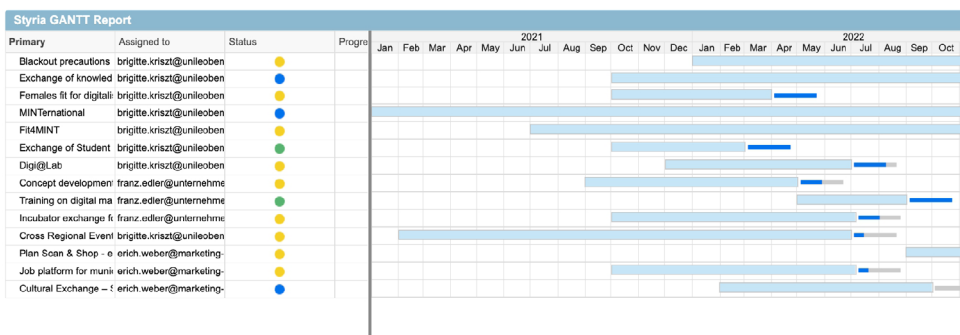 Styria GANTT Report
2021 2022
Primary Assigned to Status Progre Jan Feb Mar Apr May Jun Jul Aug Sep Oct Nov Dec Jan Feb Mar Apr May Jun Jul Aug Sep Oct
Blackout precautions brigitte.kriszt@unileoben
Exchange of knowled brigitte.kriszt@unileoben
Females fit for digitali brigitte.kriszt@unileoben
MINTernational brigitte.kriszt@unileoben
Fit4MINT brigitte.kriszt@unileoben
Exchange of Student brigitte.kriszt@unileoben
Digi@Lab brigitte.kriszt@unileoben
Concept development franz.edler@unternehme
Training on digital ma franz.edler@unternehme
Incubator exchange fo franz.edler@unternehme
Cross Regional Event brigitte.kriszt@unileoben
Plan Scan & Shop - e erich.weber@marketing-
Job platform for munic erich.weber@marketing-
Cultural Exchange – S erich.weber@marketing-